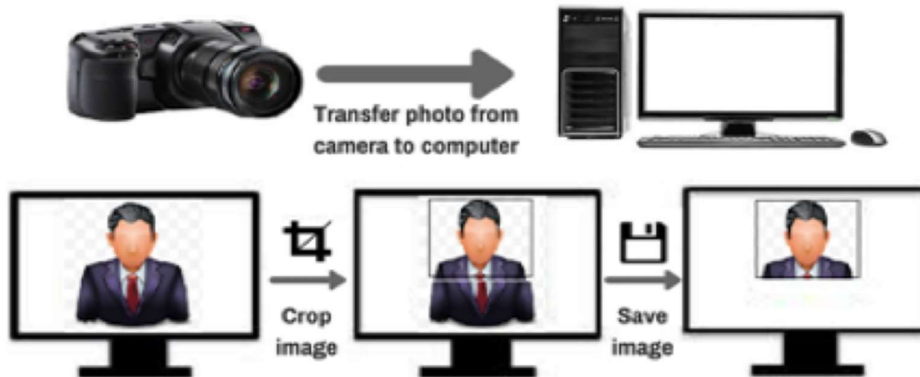 Transfer photo from
camera to computer
Crop
image
Save
image